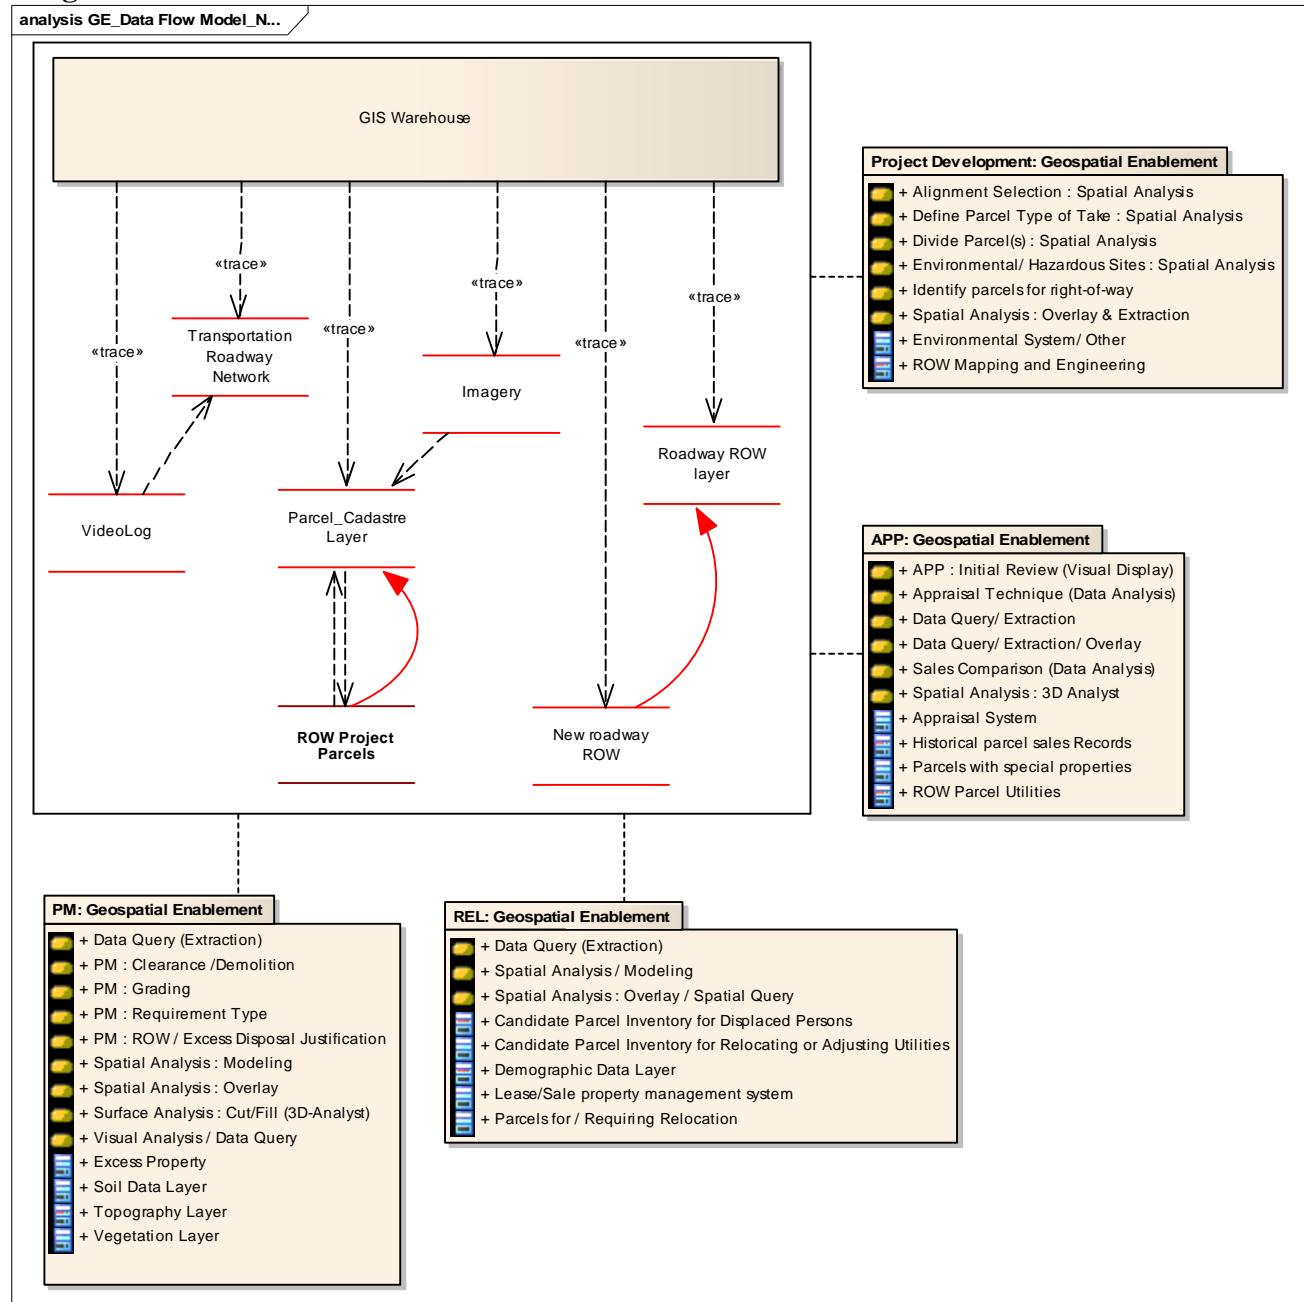 analysis GE_Data Flow Model_N...
GIS Warehouse
«trace»
«trace»
«trace»
«trace»
«trace»
«trace»
Transportation
Roadway
Network
Imagery
Roadway ROW
layer
VideoLog
Parcel_Cadastre
Layer
ROW Project
Parcels
New roadway
ROW
Project Development: Geospatial Enablement
+ Alignment Selection : Spatial Analysis
+ Define Parcel Type of Take : Spatial Analysis
+ Divide Parcel(s) : Spatial Analysis
+ Environmental/ Hazardous Sites : Spatial Analysis
+ Identify parcels for right-of-way
+ Spatial Analysis : Overlay & Extraction
+ Environmental System/ Other
+ ROW Mapping and Engineering
APP: Geospatial Enablement
+ APP : Initial Review (Visual Display)
+ Appraisal Technique (Data Analysis)
+ Data Query/ Extraction
+ Data Query/ Extraction/ Overlay
+ Sales Comparison (Data Analysis)
+ Spatial Analysis : 3D Analyst
+ Appraisal System
+ Historical parcel sales Records
+ Parcels with special properties
+ ROW Parcel Utilities
PM: Geospatial Enablement
+ Data Query (Extraction)
+ PM : Clearance /Demolition
+ PM : Grading
+ PM : Requirement Type
+ PM : ROW / Excess Disposal Justification
+ Spatial Analysis : Modeling
+ Spatial Analysis : Overlay
+ Surface Analysis : Cut/Fill (3D-Analyst)
+ Visual Analysis / Data Query
+ Excess Property
+ Soil Data Layer
+ Topography Layer
+ Vegetation Layer
REL: Geospatial Enablement
+ Data Query (Extraction)
+ Spatial Analysis / Modeling
+ Spatial Analysis : Overlay / Spatial Query
+ Candidate Parcel Inventory for Displaced Persons
+ Candidate Parcel Inventory for Relocating or Adjusting Utilities
+ Demographic Data Layer
+ Lease/Sale property management system
+ Parcels for / Requiring Relocation